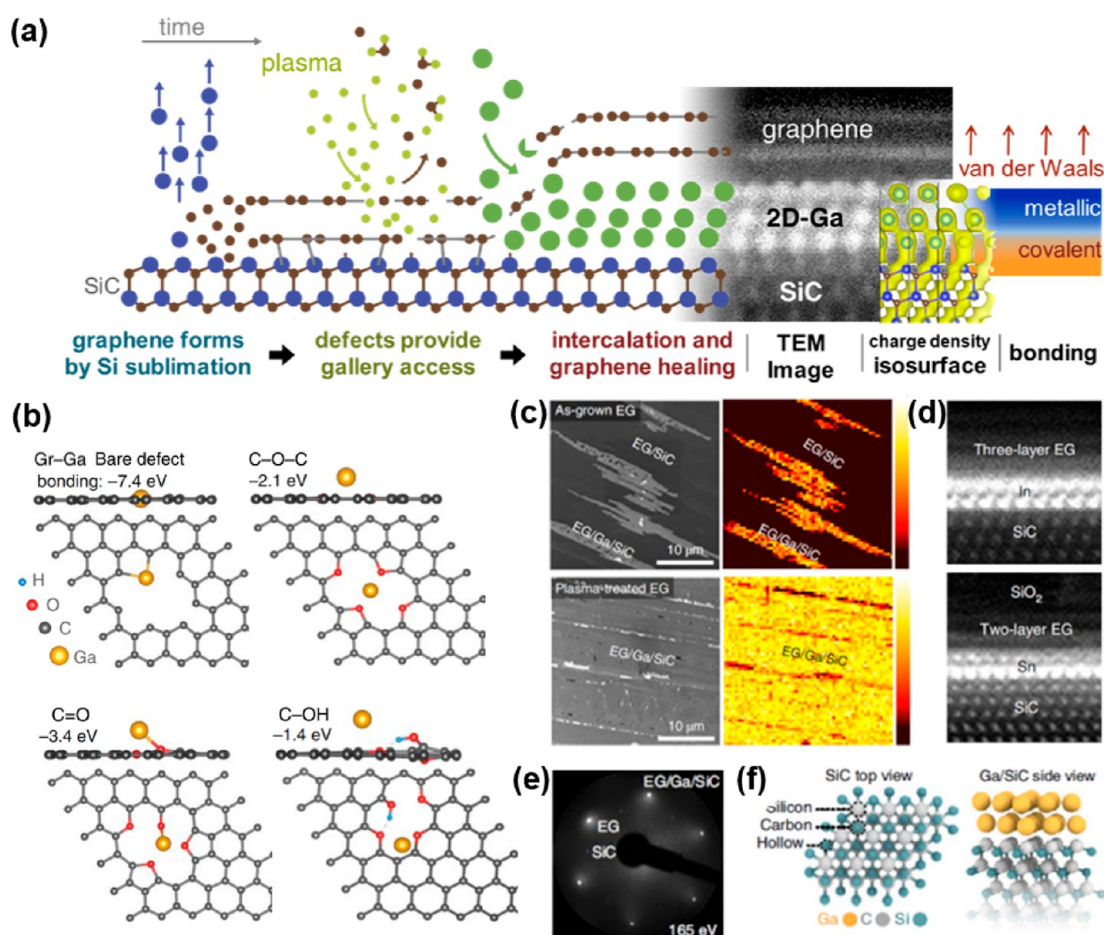 (a)
time
plasma
graphene
van der Waals
2D-Ga
metallic
covalent
SiC
SiC
graphene forms
by Si sublimation
defects provide
gallery access
intercalation and
graphene healing
TEM
Image
charge density
isosurface
bonding
(b)
Gr–Ga Bare defect
bonding: –7.4 eV
C–O–C
–2.1 eV
H
O
C
Ga
C=O
–3.4 eV
C–OH
–1.4 eV
(c)
As-grown EG
EG/SiC
EG/Ga/SiC
10 μm
EG/SiC
EG/Ga/SiC
Plasma-treated EG
EG/Ga/SiC
10 μm
EG/Ga/SiC
(d)
Three-layer EG
In
SiC
SiO2
Two-layer EG
Sn
SiC
(e)
EG/Ga/SiC
EG
SiC
165 eV
(f)
SiC top view
Silicon
Carbon
Hollow
Ga/SiC side view
Ga C Si